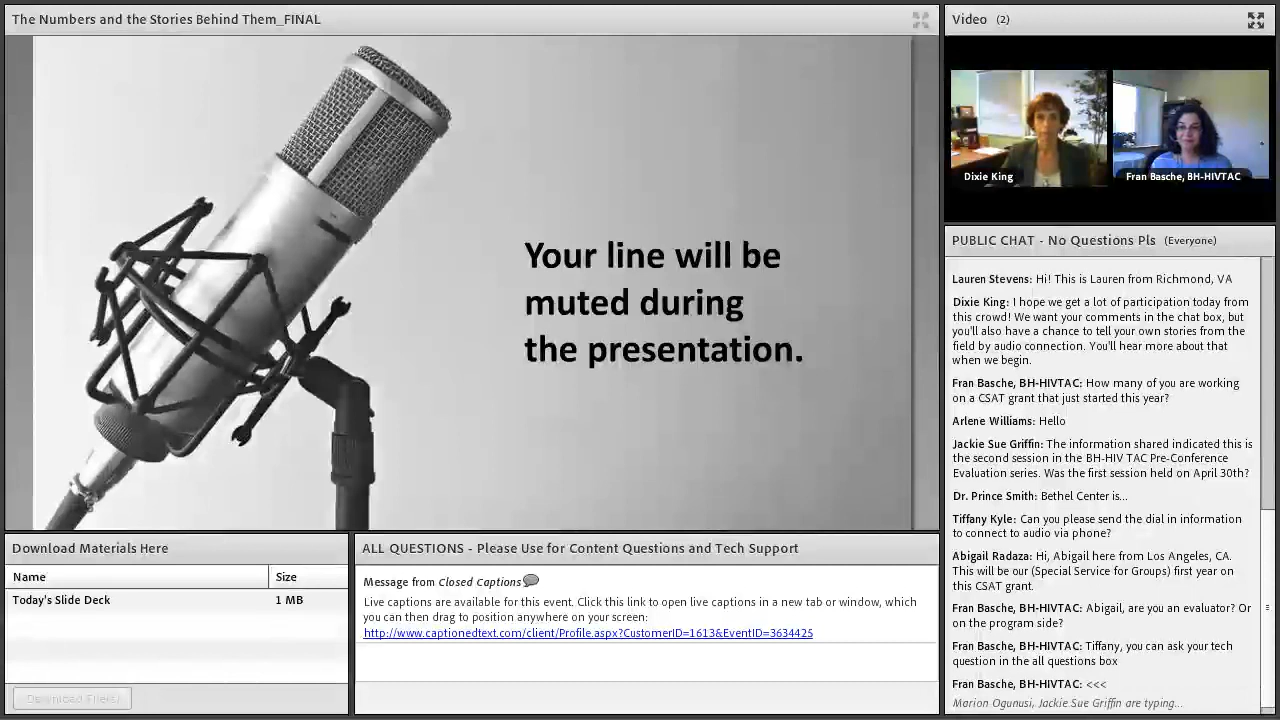 The Numbers and the Stories Behind Them_FINAL
Your line will be
muted during
the presentation.
Video (2)
Dixie King
Fran Basche, BH-HIVTAC
PUBLIC CHAT - No Questions Pls (Everyone)
Lauren Stevens: Hi! This is Lauren from Richmond, VA
Dixie King: I hope we get a lot of participation today from
this crowd! We want your comments in the chat box, but
you'll also have a chance to tell your own stories from the
field by audio connection. You'll hear more about that
when we begin.
Fran Basche, BH-HIVTAC: How many of you are working
on a CSAT grant that just started this year?
Arlene Williams: Hello
Jackie Sue Griffin: The information shared indicated this is
the second session in the BH-HIV TAC Pre-Conference
Evaluation series. Was the first session held on April 30th?
Dr. Prince Smith: Bethel Center is...
Tiffany Kyle: Can you please send the dial in information
to connect to audio via phone?
Abigail Radaza: Hi, Abigail here from Los Angeles, CA.
This will be our (Special Service for Groups) first year on
this CSAT grant.
Fran Basche, BH-HIVTAC: Abigail, are you an evaluator? Or
on the program side?
Fran Basche, BH-HIVTAC: Tiffany, you can ask your tech
question in the all questions box
Fran Basche, BH-HIVTAC: <<<
Marion Ogunusi, Jackie Sue Griffin are typing...
Download Materials Here
Name Size
Today's Slide Deck 1 MB
Download File(s)
ALL QUESTIONS - Please Use for Content Questions and Tech Support
Message from Closed Captions
Live captions are available for this event. Click this link to open live captions in a new tab or window, which
you can then drag to position anywhere on your screen:
http://www.captionedtext.com/client/Profile.aspx?CustomerID=1613&EventID=3634425